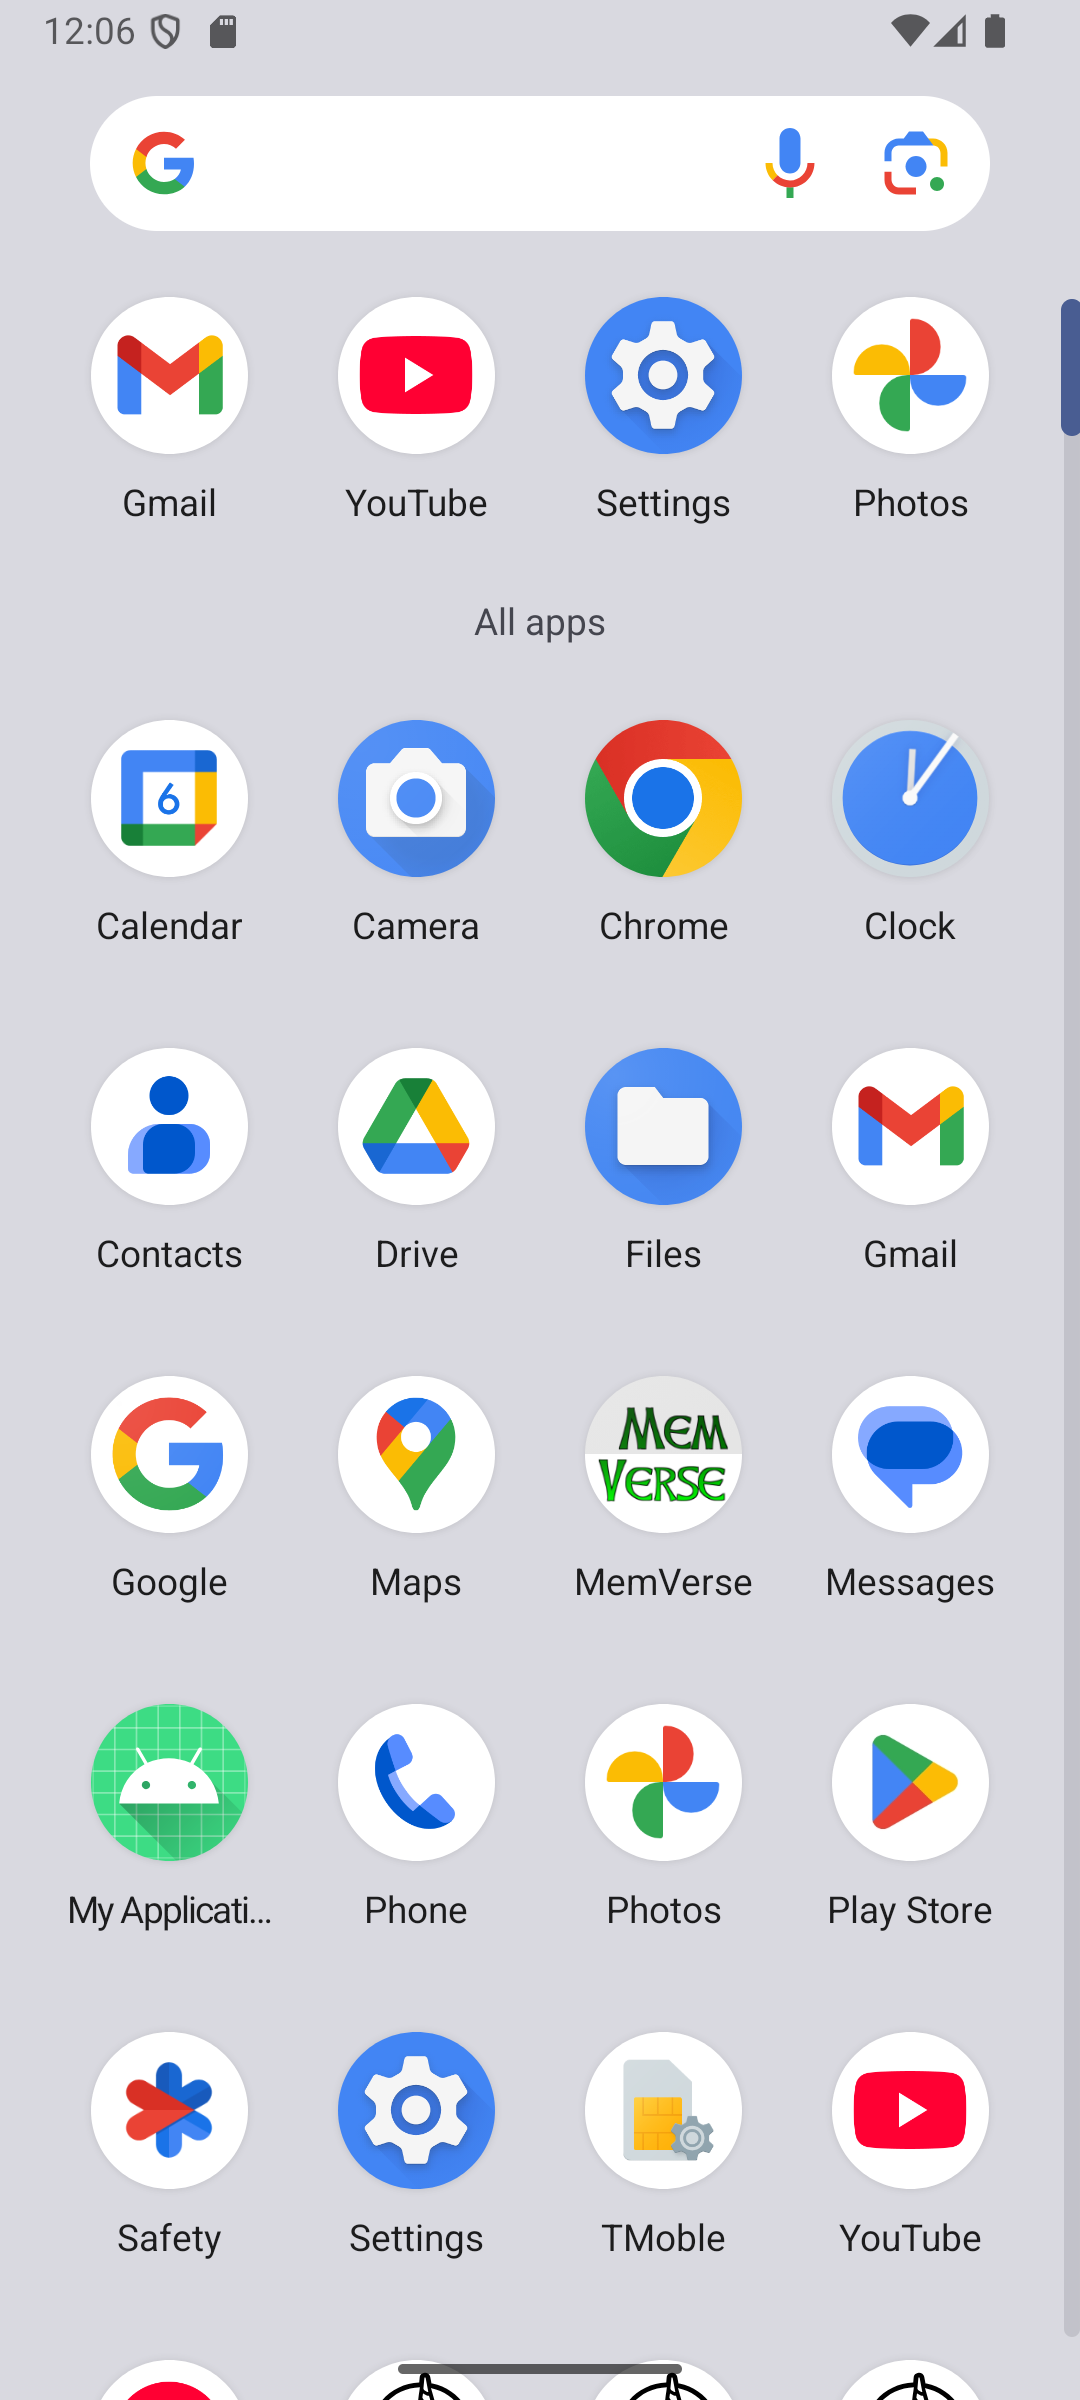 12:06
Gmail YouTube Settings Photos
All apps
6
Calendar Camera Chrome Clock
Contacts Drive Files Gmail
MEM
VERSE
Google Maps MemVerse Messages
My Applicati... Phone Photos Play Store
Safety Settings TMoble YouTube